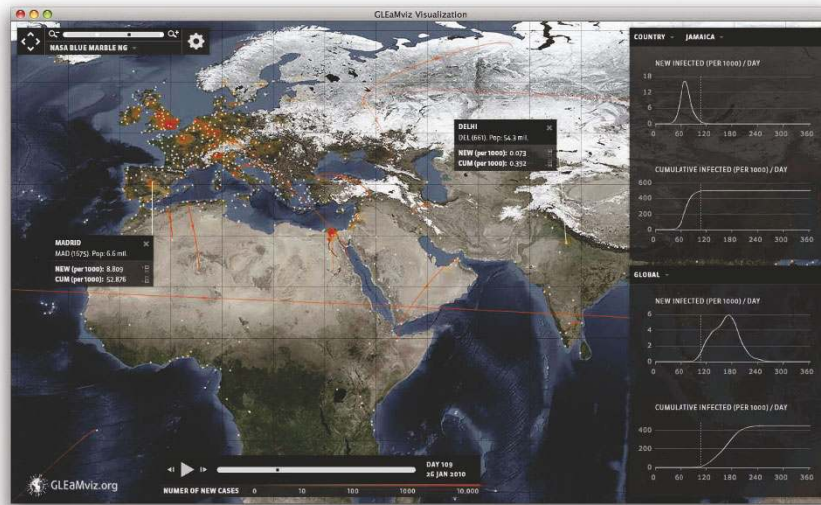 GLEaMviz Visualization
NASA BLUE MARBLE NG
COUNTRY
JAMAICA
NEW INFECTED (PER 1000) / DAY
18
12
6
0
0 60 120 180 240 300 360
CUMULATIVE INFECTED (PER 1000) / DAY
600
400
200
0
0 60 120 180 240 300 360
DELHI
DEL (661). Pop: 54.3 mil.
NEW (per 1000): 0.073
CUM (per 1000): 0.392
MADRID
MAD (1575). Pop: 6.6 mil.
NEW (per 1000): 8.809
CUM (per 1000): 52.876
GLOBAL
NEW INFECTED (PER 1000) / DAY
6
4
2
0
0 60 120 180 240 300 360
CUMULATIVE INFECTED (PER 1000) / DAY
400
200
0
0 60 120 180 240 300 360
DAY 109
26 JAN 2010
GLEaMviz.org
NUMER OF NEW CASES 0 10 100 1000 10,000